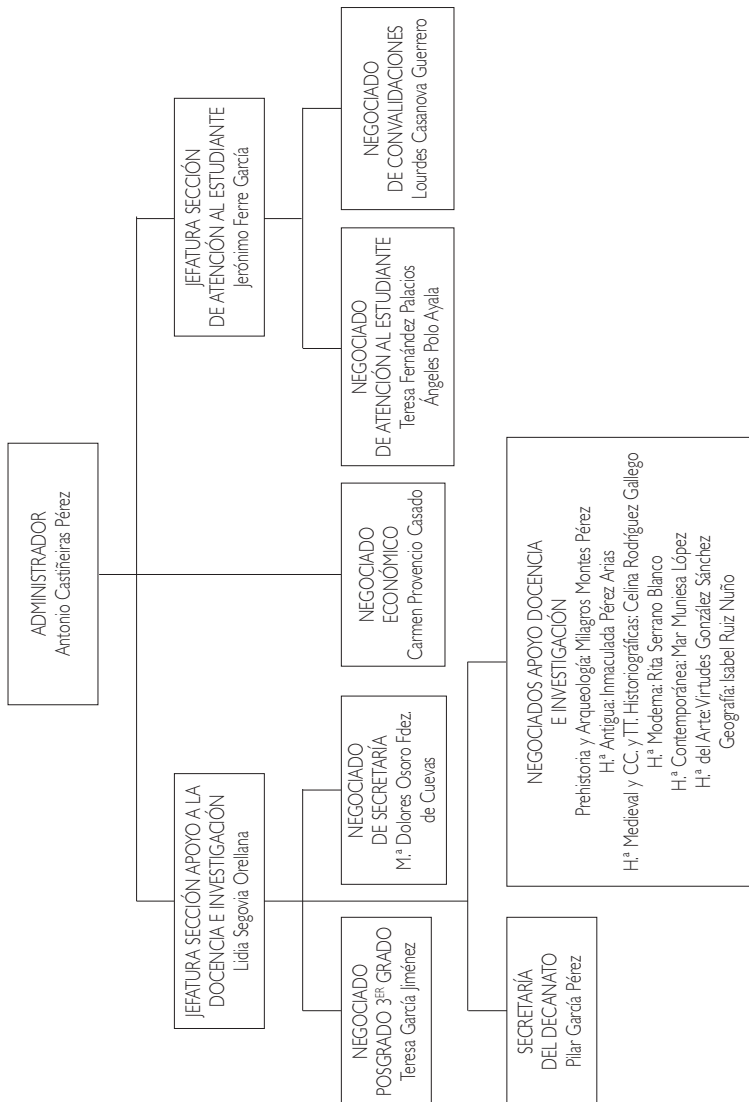 ADMINISTRADOR
Antonio Castiñeiras Pérez
JEFATURA SECCIÓN APOYO A LA
DOCENCIA E INVESTIGACIÓN
Lidia Segovia Orellana
JEFATURA SECCIÓN
DE ATENCIÓN AL ESTUDIANTE
Jerónimo Ferre García
NEGOCIADO
POSGRADO 3ER GRADO
Teresa García Jiménez
NEGOCIADO
DE SECRETARÍA
M.ª Dolores Osoro Fdez.
de Cuevas
NEGOCIADO
ECONÓMICO
Carmen Provencio Casado
NEGOCIADO
DE ATENCIÓN AL ESTUDIANTE
Teresa Fernández Palacios
Ángeles Polo Ayala
NEGOCIADO
DE CONVALIDACIONES
Lourdes Casanova Guerrero
SECRETARÍA
DEL DECANATO
Pilar García Pérez
NEGOCIADOS APOYO DOCENCIA
E INVESTIGACIÓN
Prehistoria y Arqueología: Milagros Montes Pérez
H.ª Antigua: Inmaculada Pérez Arias
H.ª Medieval y CC. y TT. Historiográficas: Celina Rodríguez Gallego
H.ª Moderna: Rita Serrano Blanco
H.ª Contemporánea: Mar Muniesa López
H.ª del Arte: Virtudes González Sánchez
Geografía: Isabel Ruiz Nuño